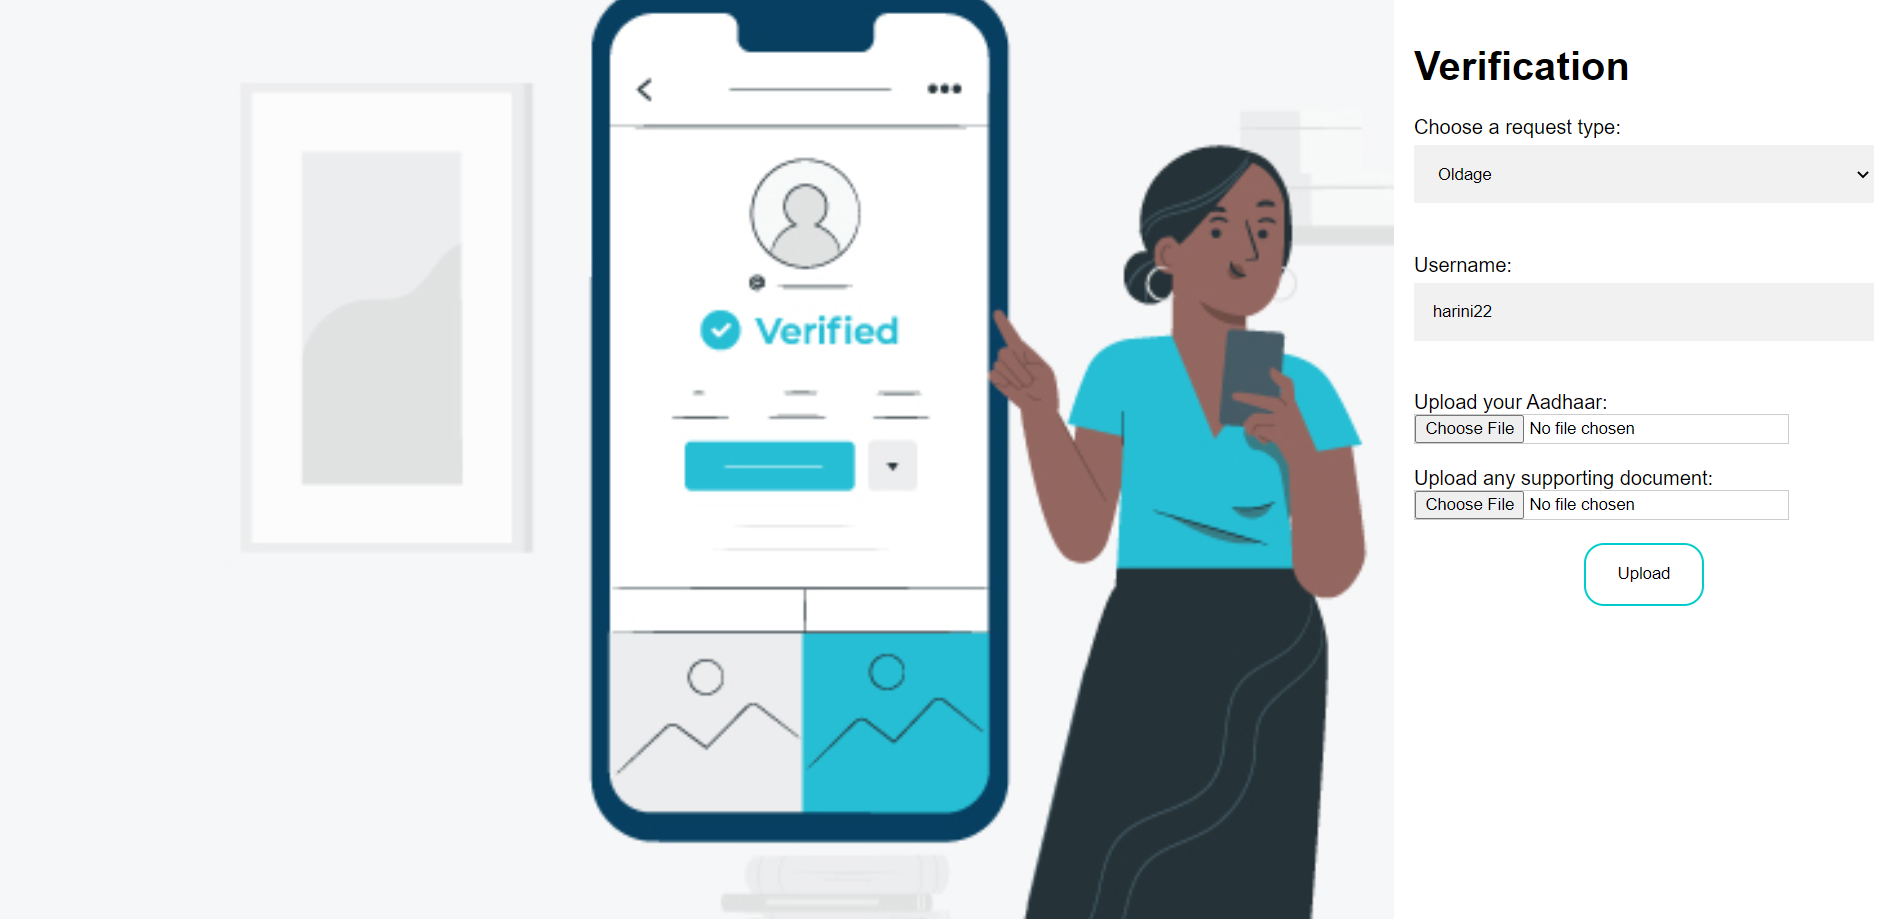 Verified
Verification
Choose a request type:
Oldage
Username:
harini22
Upload your Aadhaar:
Choose File No file chosen
Upload any supporting document:
Choose File No file chosen
Upload